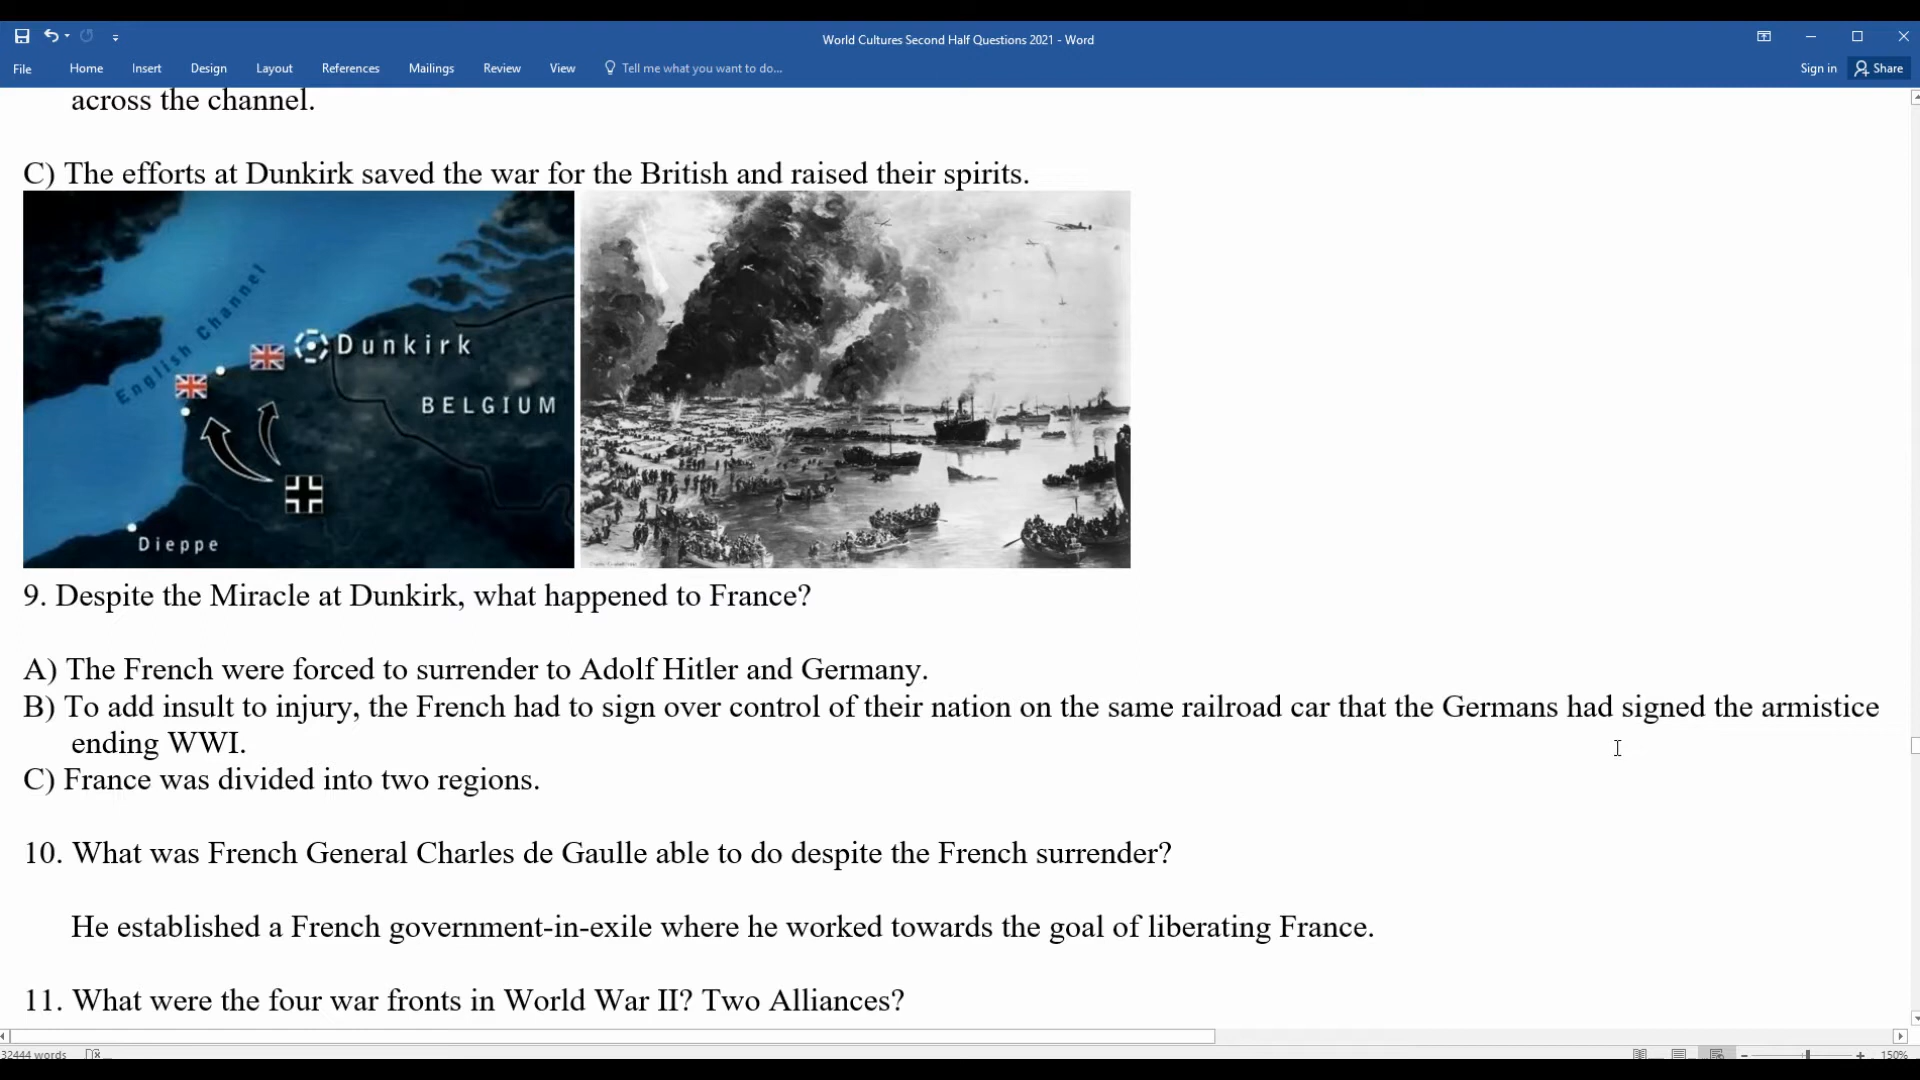 World Cultures Second Half Questions 2021 - Word
File Home Insert Design Layout References Mailings Review View Tell me what you want to do... Sign in Share
across the channel.
C) The efforts at Dunkirk saved the war for the British and raised their spirits.
English Channel
Dunkirk
BELGIUM
Dieppe
9. Despite the Miracle at Dunkirk, what happened to France?
A) The French were forced to surrender to Adolf Hitler and Germany.
B) To add insult to injury, the French had to sign over control of their nation on the same railroad car that the Germans had signed the armistice
ending WWI.
C) France was divided into two regions.
10. What was French General Charles de Gaulle able to do despite the French surrender?
He established a French government-in-exile where he worked towards the goal of liberating France.
11. What were the four war fronts in World War II? Two Alliances?
32444 words 150%